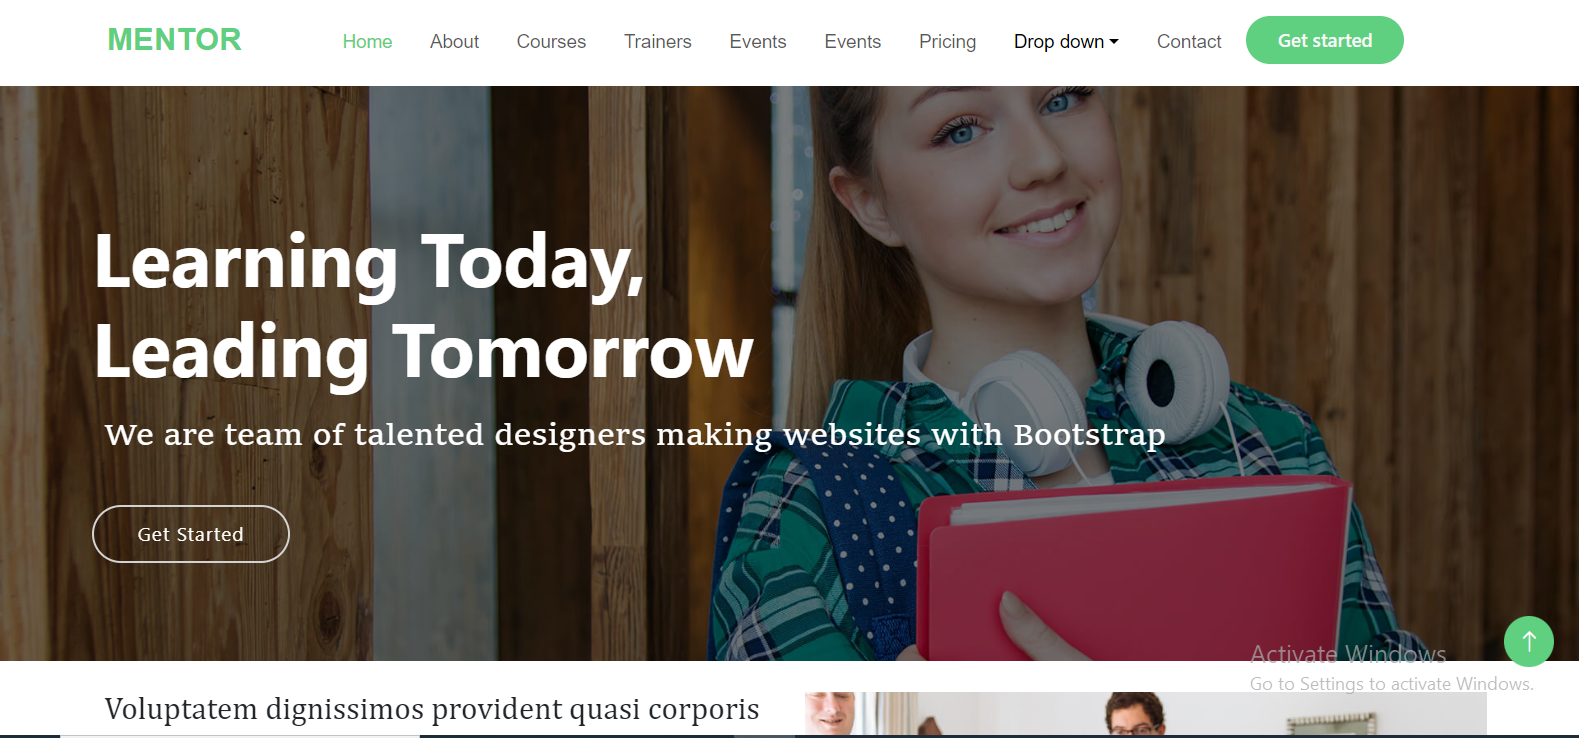 MENTOR Home About Courses Trainers Events Events Pricing Drop down Contact Get started
Learning Today,
Leading Tomorrow
We are team of talented designers making websites with Bootstrap
Get Started
Activate Windows
Go to Settings to activate Windows.
Voluptatem dignissimos provident quasi corporis